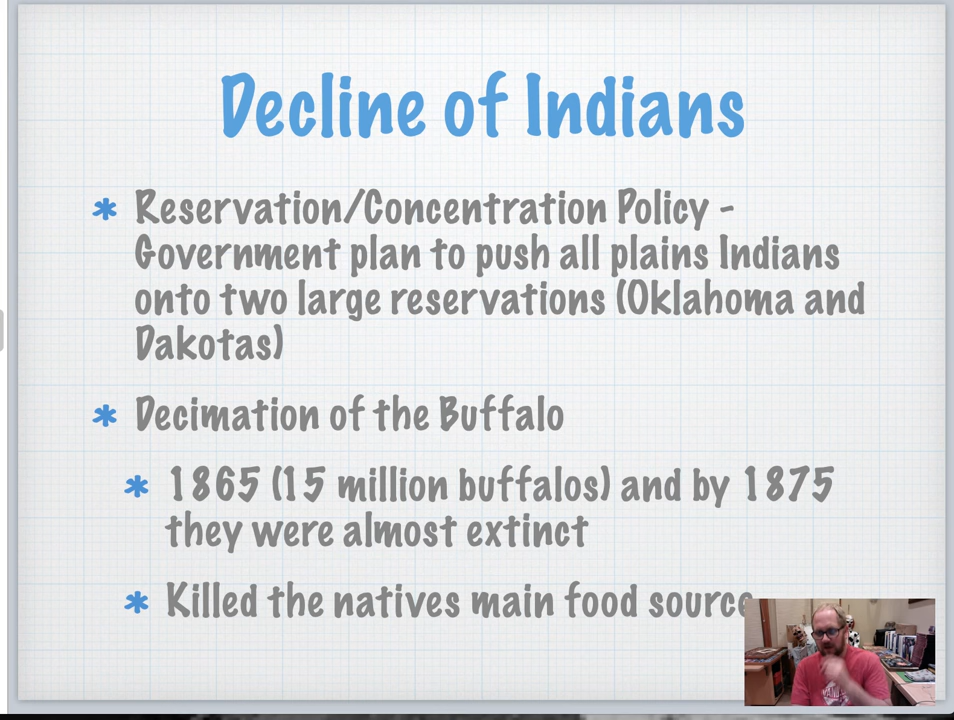 Decline of Indians
* Reservation/Concentration Policy -
Government plan to push all plains Indians
onto two large reservations (Oklahoma and
Dakotas)
* Decimation of the Buffalo
* 1865 (15 million buffalos) and by 1875
they were almost extinct
* Killed the natives main food source